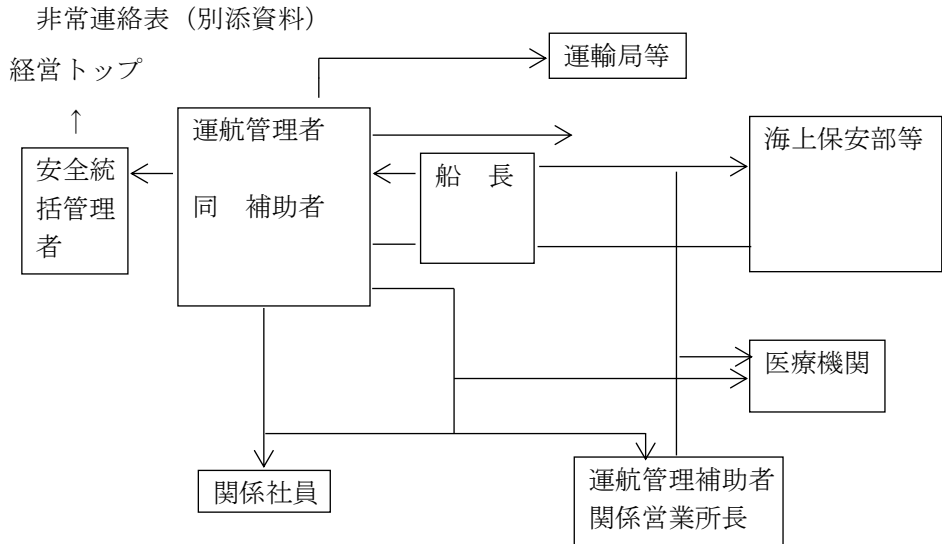 非常連絡表（別添資料）
経営トップ
↑
運輸局等
運航管理者
同　補助者
安全統
括管理
者
船　長
海上保安部等
医療機関
関係社員
運航管理補助者
関係営業所長